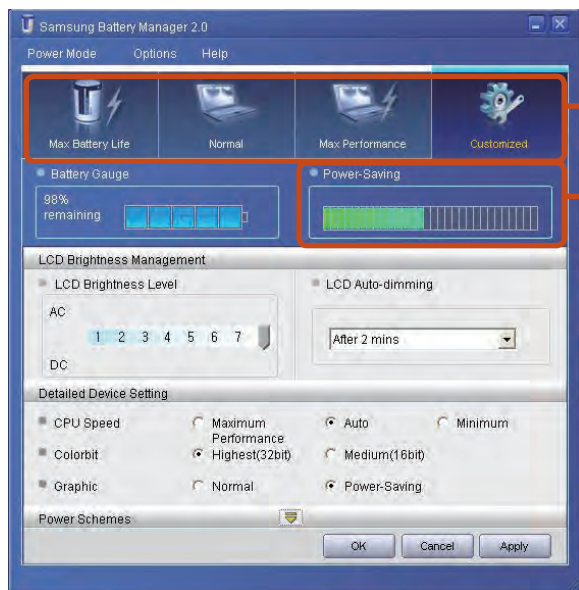 Samsung Battery Manager 2.0
Power Mode Options Help
Max Battery Life Normal Max Performance Customized
Battery Gauge Power-Saving
98%
remaining
LCD Brightness Management
LCD Brightness Level LCD Auto-dimming
AC
1 2 3 4 5 6 7
After 2 mins
DC
Detailed Device Setting
CPU Speed Maximum Performance Auto Minimum
Colorbit Highest(32bit) Medium(16bit)
Graphic Normal Power-Saving
Power Schemes
OK Cancel Apply